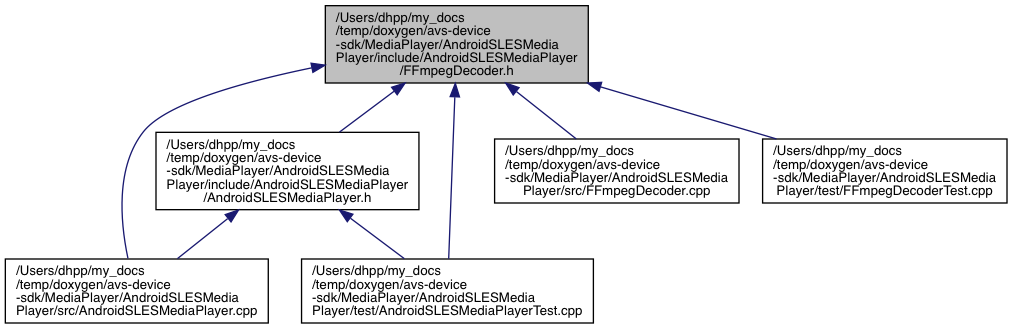 /Users/dhpp/my_docs
/temp/doxygen/avs-device
-sdk/MediaPlayer/AndroidSLESMedia
Player/include/AndroidSLESMediaPlayer
/FFmpegDecoder.h
/Users/dhpp/my_docs
/temp/doxygen/avs-device
-sdk/MediaPlayer/AndroidSLESMedia
Player/include/AndroidSLESMediaPlayer
/AndroidSLESMediaPlayer.h
/Users/dhpp/my_docs
/temp/doxygen/avs-device
-sdk/MediaPlayer/AndroidSLESMedia
Player/src/FFmpegDecoder.cpp
/Users/dhpp/my_docs
/temp/doxygen/avs-device
-sdk/MediaPlayer/AndroidSLESMedia
Player/test/FFmpegDecoderTest.cpp
/Users/dhpp/my_docs
/temp/doxygen/avs-device
-sdk/MediaPlayer/AndroidSLESMedia
Player/src/AndroidSLESMediaPlayer.cpp
/Users/dhpp/my_docs
/temp/doxygen/avs-device
-sdk/MediaPlayer/AndroidSLESMedia
Player/test/AndroidSLESMediaPlayerTest.cpp